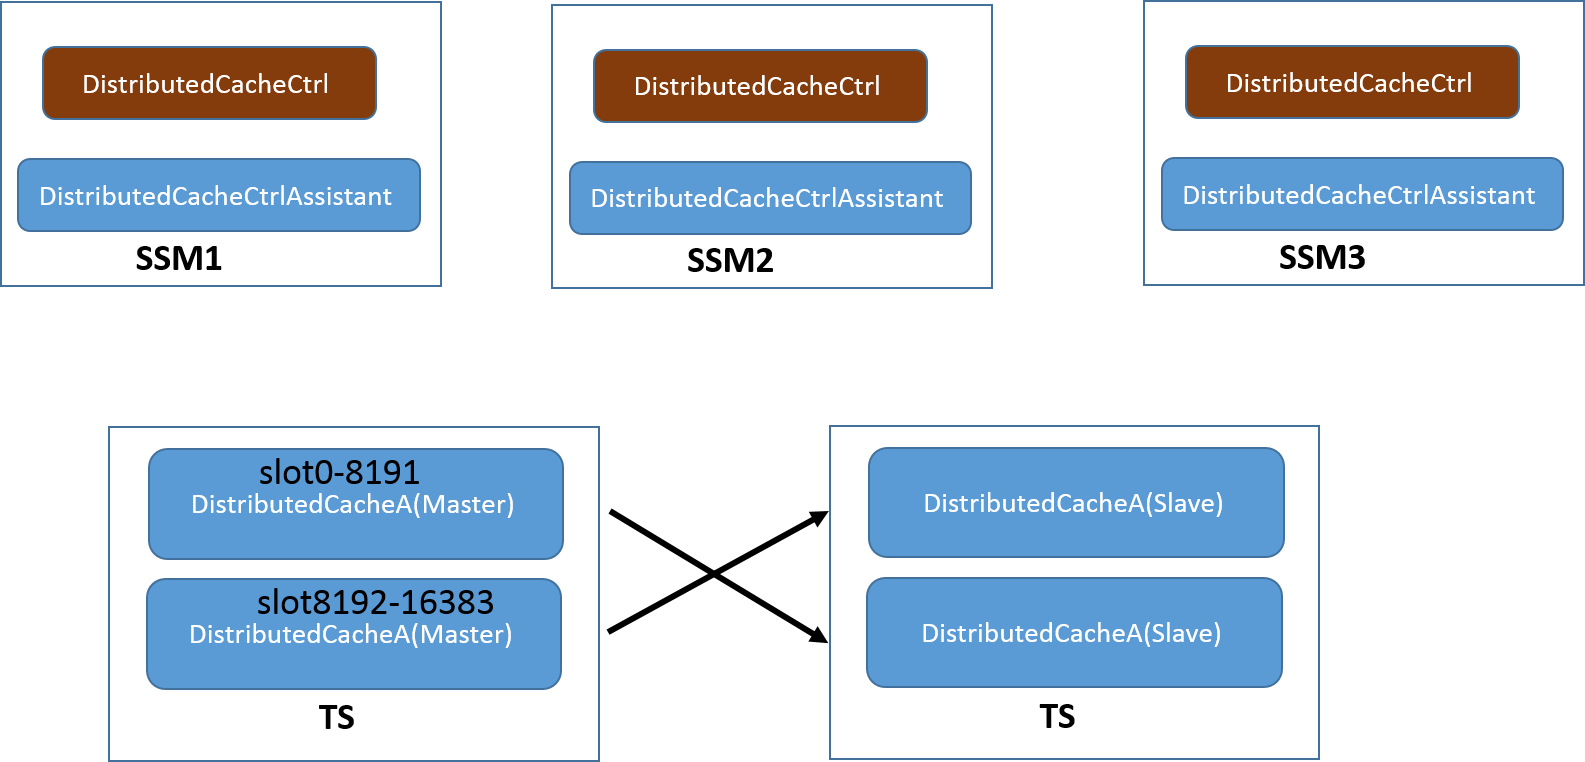 DistributedCacheCtrl
DistributedCacheCtrlAssistant
SSM1
DistributedCacheCtrl
DistributedCacheCtrlAssistant
SSM2
DistributedCacheCtrl
DistributedCacheCtrlAssistant
SSM3
slot0-8191
DistributedCacheA(Master)
slot8192-16383
DistributedCacheA(Master)
TS
DistributedCacheA(Slave)
DistributedCacheA(Slave)
TS